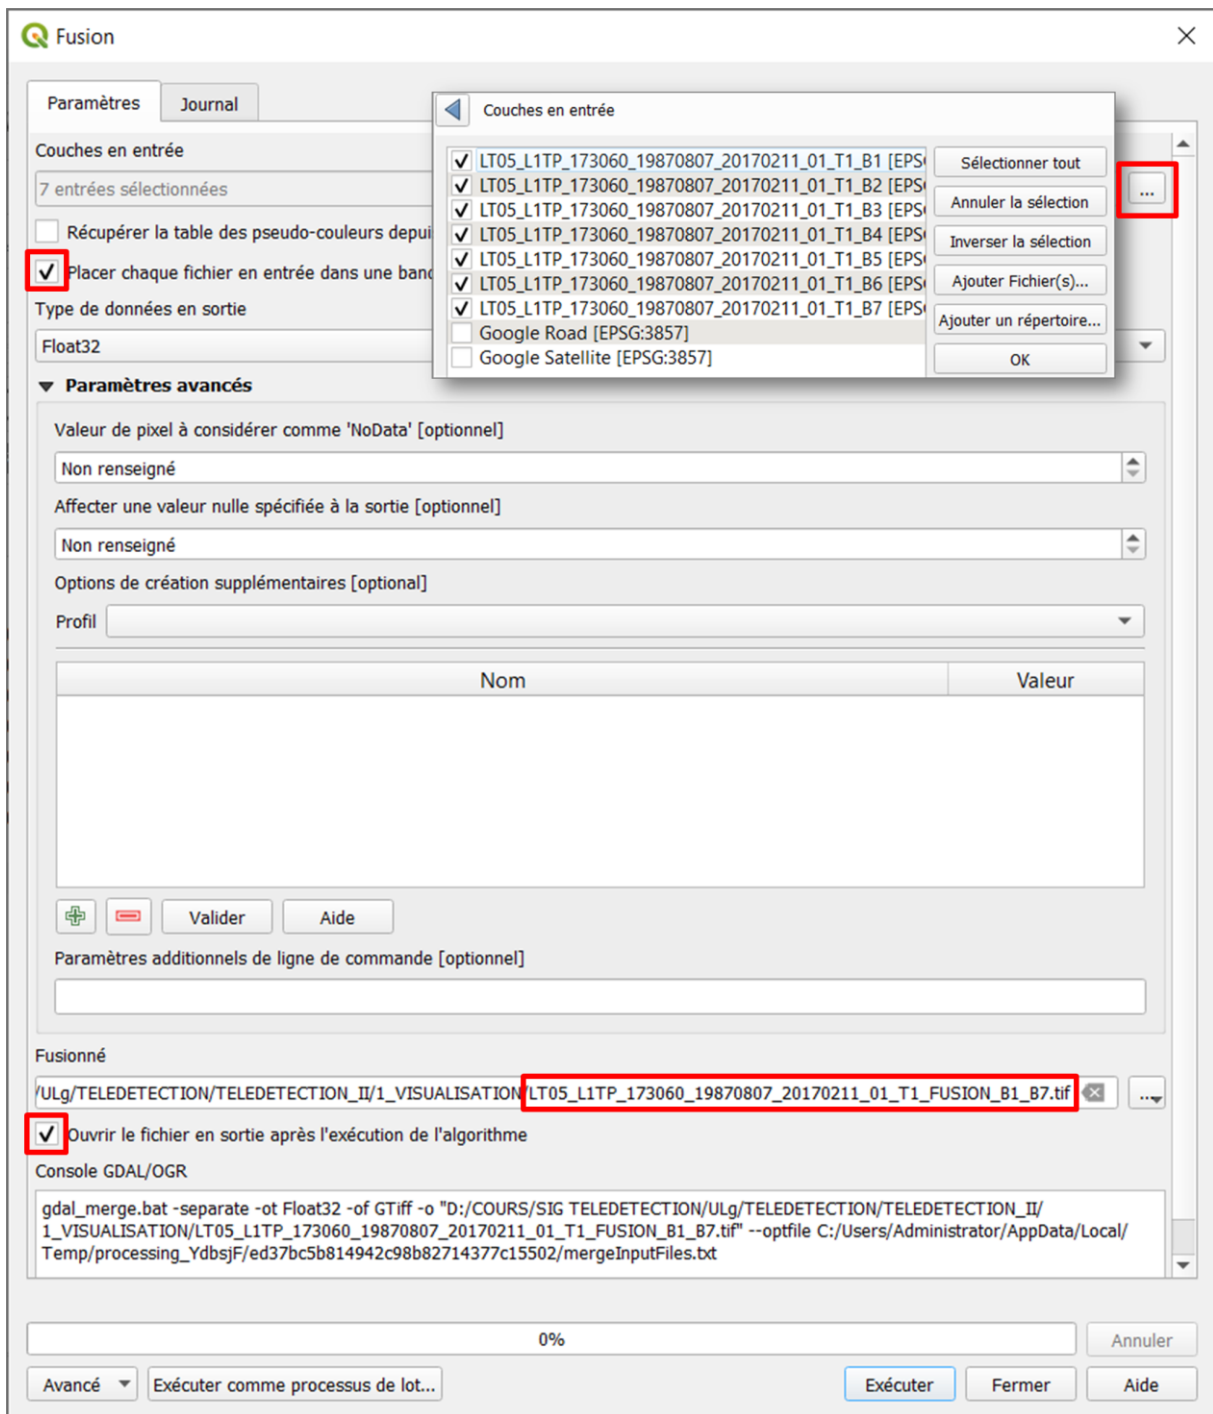 Fusion
Paramètres
Journal
Couches en entrée
7 entrées sélectionnées
...
Récupérer la table des pseudo-couleurs depui
Placer chaque fichier en entrée dans une banc
Type de données en sortie
Float32
Couches en entrée
LT05_L1TP_173060_19870807_20170211_01_T1_B1 [EPS
LT05_L1TP_173060_19870807_20170211_01_T1_B2 [EPS
LT05_L1TP_173060_19870807_20170211_01_T1_B3 [EPS
LT05_L1TP_173060_19870807_20170211_01_T1_B4 [EPS
LT05_L1TP_173060_19870807_20170211_01_T1_B5 [EPS
LT05_L1TP_173060_19870807_20170211_01_T1_B6 [EPS
LT05_L1TP_173060_19870807_20170211_01_T1_B7 [EPS
Google Road [EPSG:3857]
Google Satellite [EPSG:3857]
Sélectionner tout
Annuler la sélection
Inverser la sélection
Ajouter Fichier(s)...
Ajouter un répertoire...
OK
Paramètres avancés
Valeur de pixel à considérer comme 'NoData' [optionnel]
Non renseigné
Affecter une valeur nulle spécifiée à la sortie [optionnel]
Non renseigné
Options de création supplémentaires [optional]
Profil
Nom Valeur
Valider
Aide
Paramètres additionnels de ligne de commande [optionnel]
Fusionné
/ULg/TELEDETECTION/TELEDETECTION_II/1_VISUALISATION/LT05_L1TP_173060_19870807_20170211_01_T1_FUSION_B1_B7.tif
...
Ouvrir le fichier en sortie après l'exécution de l'algorithme
Console GDAL/OGR
gdal_merge.bat -separate -ot Float32 -of GTiff -o "D:/COURS/SIG TELEDETECTION/ULg/TELEDETECTION/TELEDETECTION_II/
1_VISUALISATION/LT05_L1TP_173060_19870807_20170211_01_T1_FUSION_B1_B7.tif" --optfile C:/Users/Administrator/AppData/Local/
Temp/processing_YdbsjF/ed37bc5b814942c98b82714377c15502/mergeInputFiles.txt
0%
Annuler
Avancé
Exécuter comme processus de lot...
Exécuter
Fermer
Aide